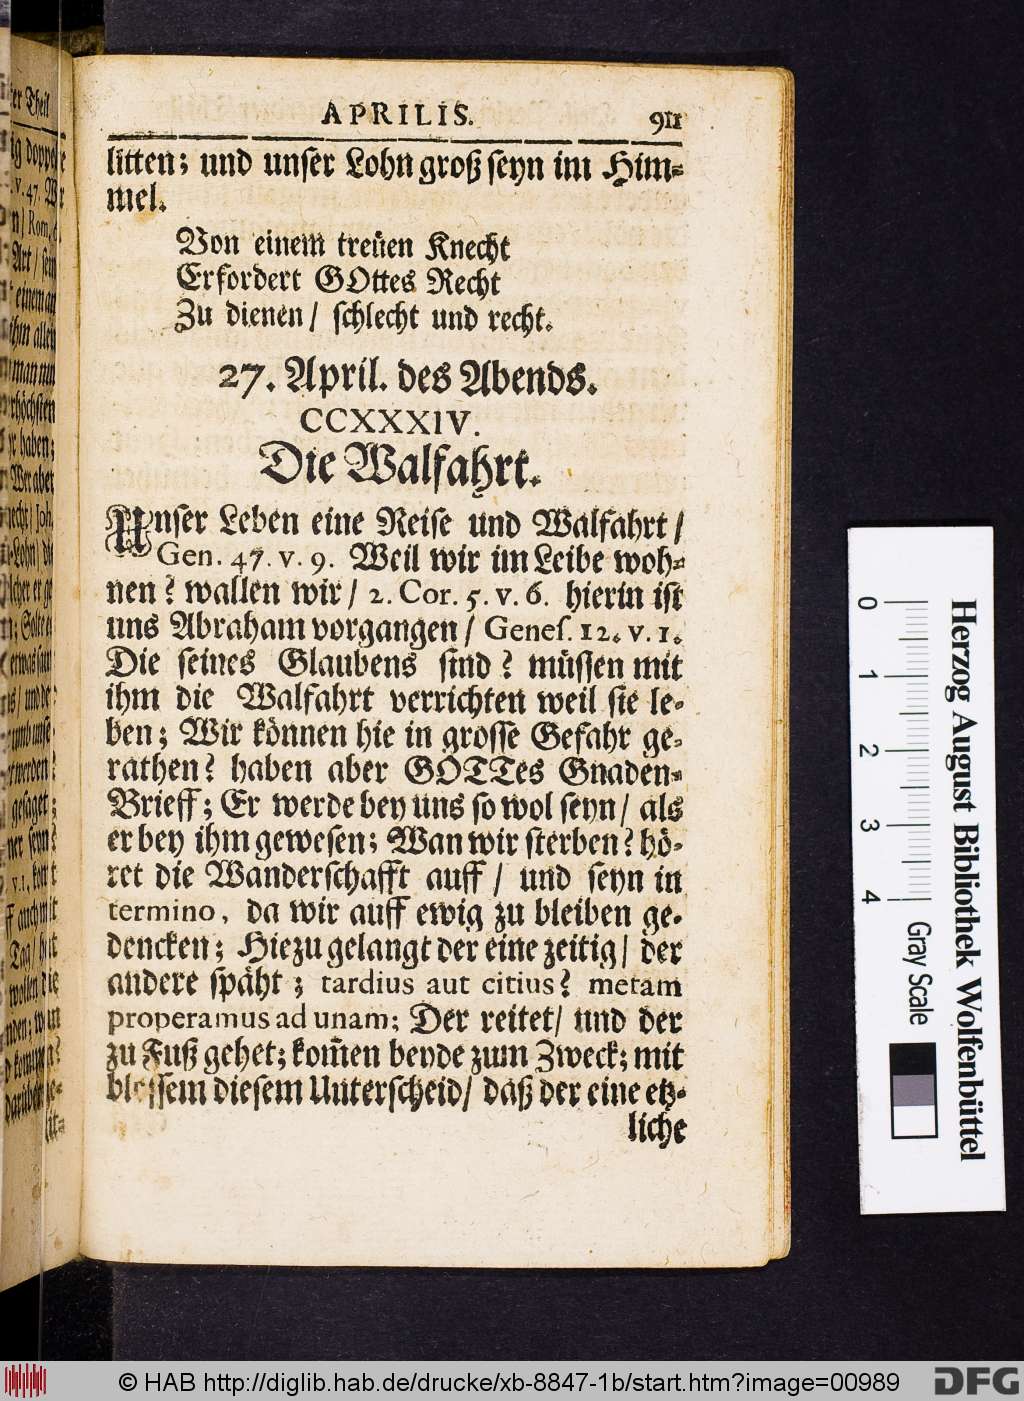 APRILIS. 911
litten; und unser Lohn groß seyn im Him-
mel.
Von einem treüen Knecht
Erfordert GOttes Recht
Zu dienen/ schlecht und recht.
27. April. des Abends.
CCXXXIV.
Die Walfahrt.
Unser Leben eine Reise und Walfahrt/
Gen. 47. v. 9. Weil wir im Leibe woh-
nen? wallen wir/ 2. Cor. 5. v. 6. hierin ist
uns Abraham vorgangen/ Genes. 12. v. 1.
Die seines Glaubens sind? müssen mit
ihm die Walfahrt verrichten weil sie le-
ben; Wir können hie in grosse Gefahr ge-
rathen? haben aber GOTTes Gnaden-
Brieff; Er werde bey uns so wol seyn/ als
er bey ihm gewesen; Wan wir sterben? hö-
ret die Wanderschafft auff/ und seyn in
termino, da wir auff ewig zu bleiben ge-
dencken; Hiezu gelangt der eine zeitig/ der
andere späht; tardius aut citius? metam
properamus ad unam; Der reitet/ und der
zu Fuß gehet; kom̃en beyde zum Zweck; mit
blossem diesem Unterscheid/ daß der eine etz-
liche
0 1 2 3 4
Gray Scale
Herzog August Bibliothek Wolfenbüttel
© HAB http://diglib.hab.de/drucke/xb-8847-1b/start.htm?image=00989
DFG